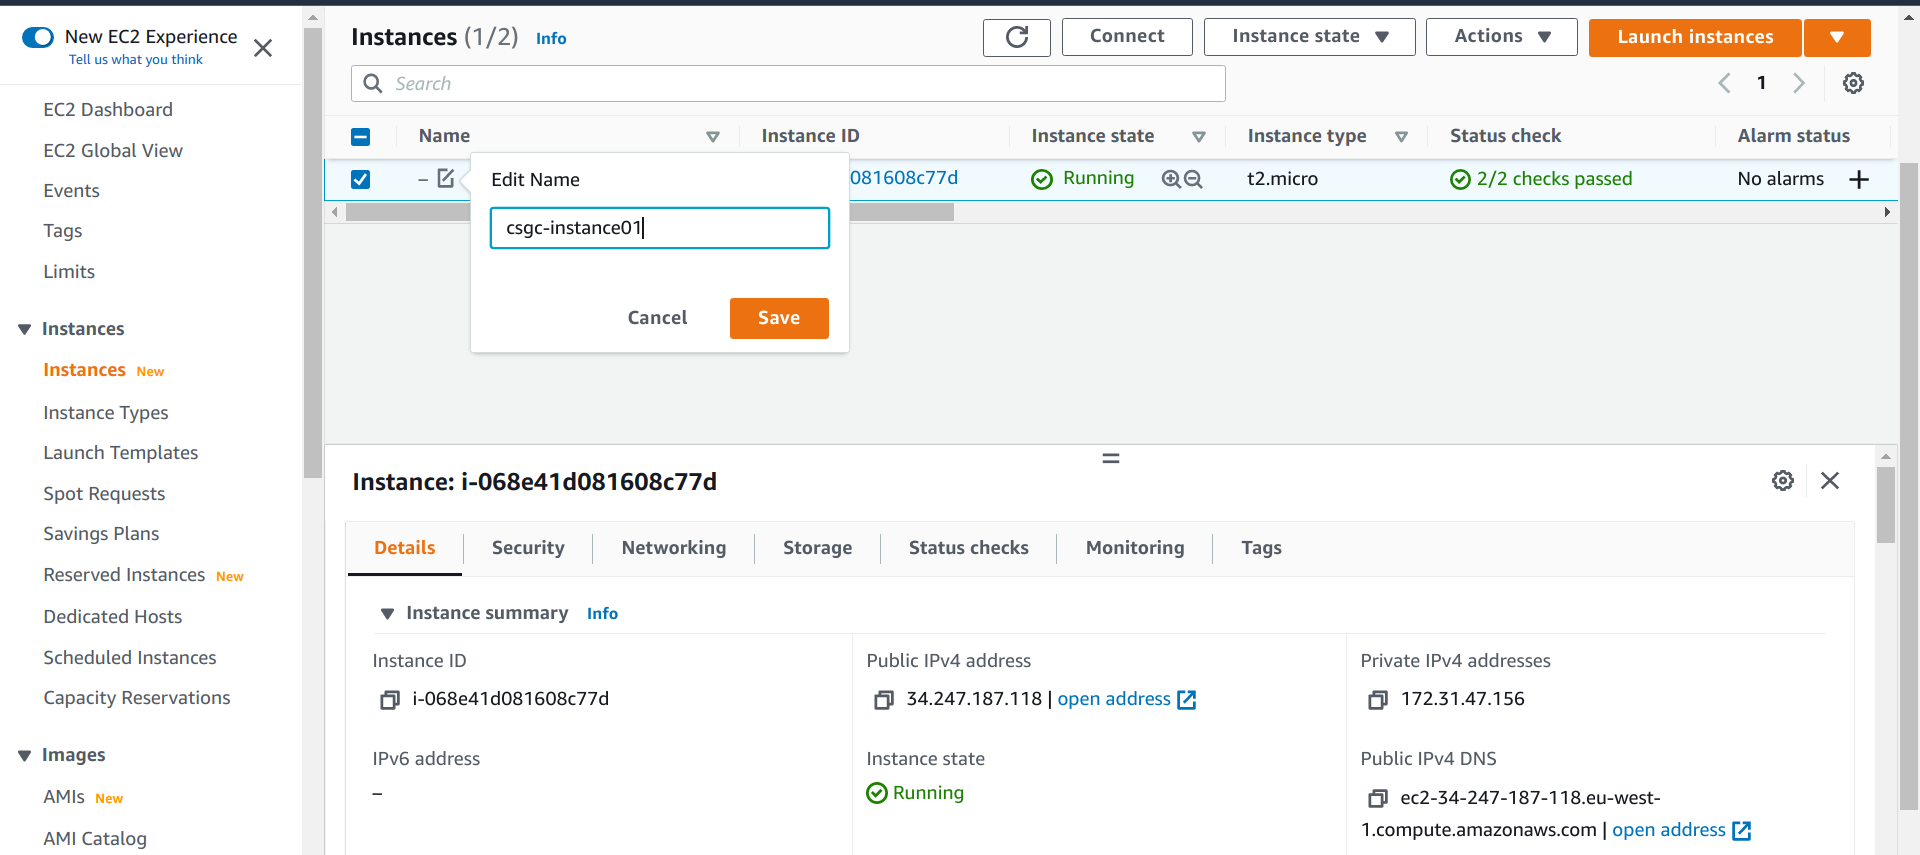 New EC2 Experience
Tell us what you think
EC2 Dashboard
EC2 Global View
Events
Tags
Limits
Instances
Instances New
Instance Types
Launch Templates
Spot Requests
Savings Plans
Reserved Instances New
Dedicated Hosts
Scheduled Instances
Capacity Reservations
Images
AMIs New
AMI Catalog
Instances (1/2) Info
Connect
Instance state
Actions
Launch instances
Search
1
Name
Instance ID
Instance state
Instance type
Status check
Alarm status
–
081608c77d
Running
t2.micro
2/2 checks passed
No alarms
Edit Name
csgc-instance01
Cancel
Save
Instance: i-068e41d081608c77d
Details
Security
Networking
Storage
Status checks
Monitoring
Tags
Instance summary Info
Instance ID
i-068e41d081608c77d
Public IPv4 address
34.247.187.118 | open address
Private IPv4 addresses
172.31.47.156
IPv6 address
–
Instance state
Running
Public IPv4 DNS
ec2-34-247-187-118.eu-west-
1.compute.amazonaws.com | open address